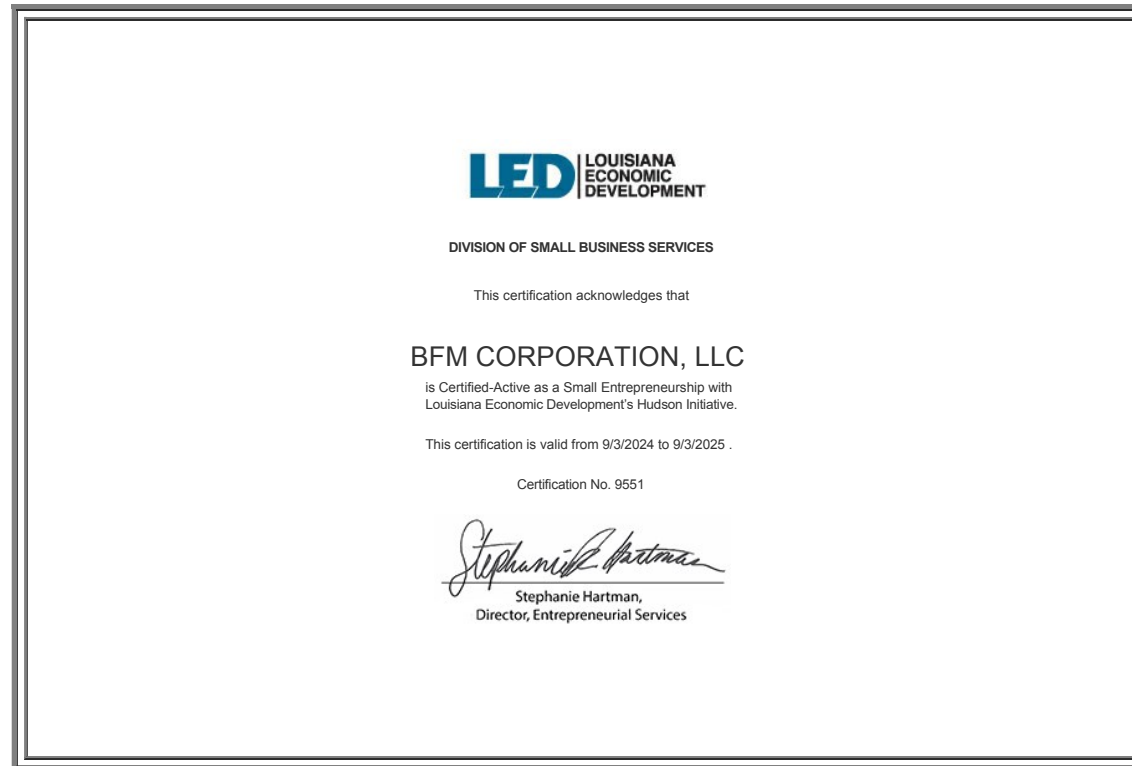 LED LOUISIANA
ECONOMIC
DEVELOPMENT
DIVISION OF SMALL BUSINESS SERVICES
This certification acknowledges that
BFM CORPORATION, LLC
is Certified-Active as a Small Entrepreneurship with
Louisiana Economic Development's Hudson Initiative.
This certification is valid from 9/3/2024 to 9/3/2025 .
Certification No. 9551
Stephanie R Hartman
Stephanie Hartman,
Director, Entrepreneurial Services